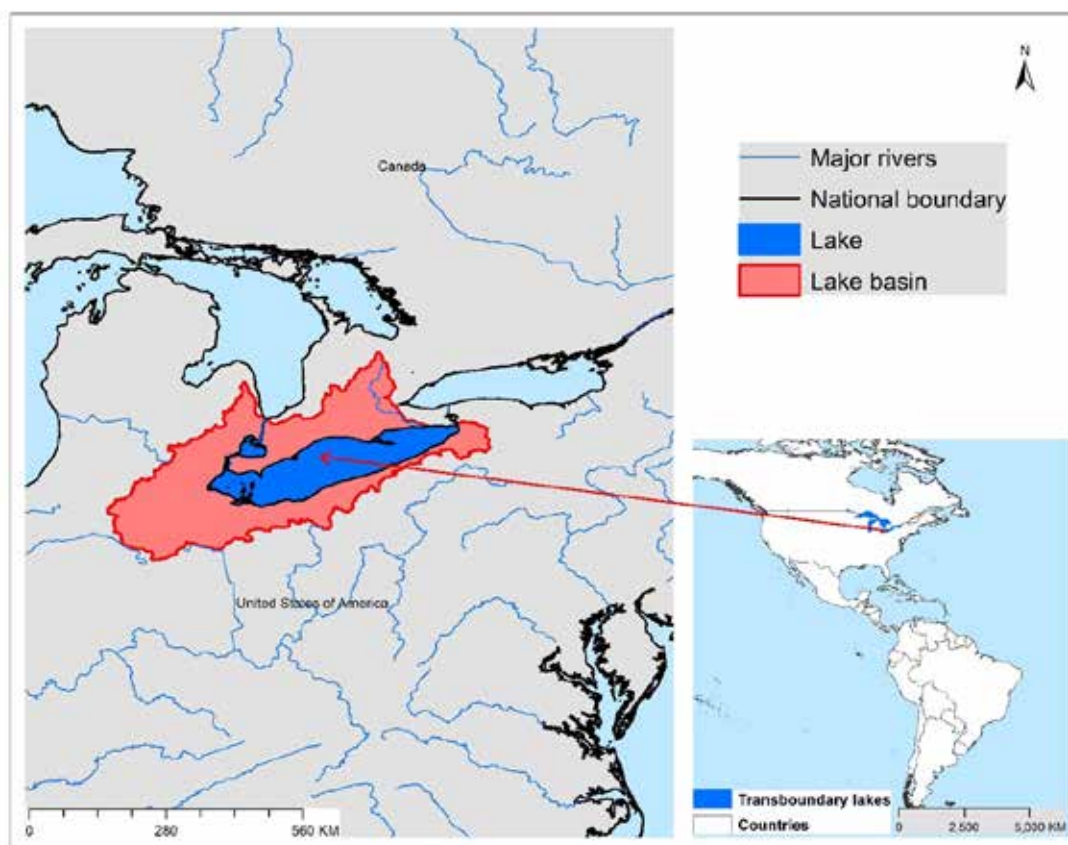 N
Canada
Major rivers
National boundary
Lake
Lake basin
United States of America
0 280 560 KM
Transboundary lakes
Countries
0 2,500 5,000 KM